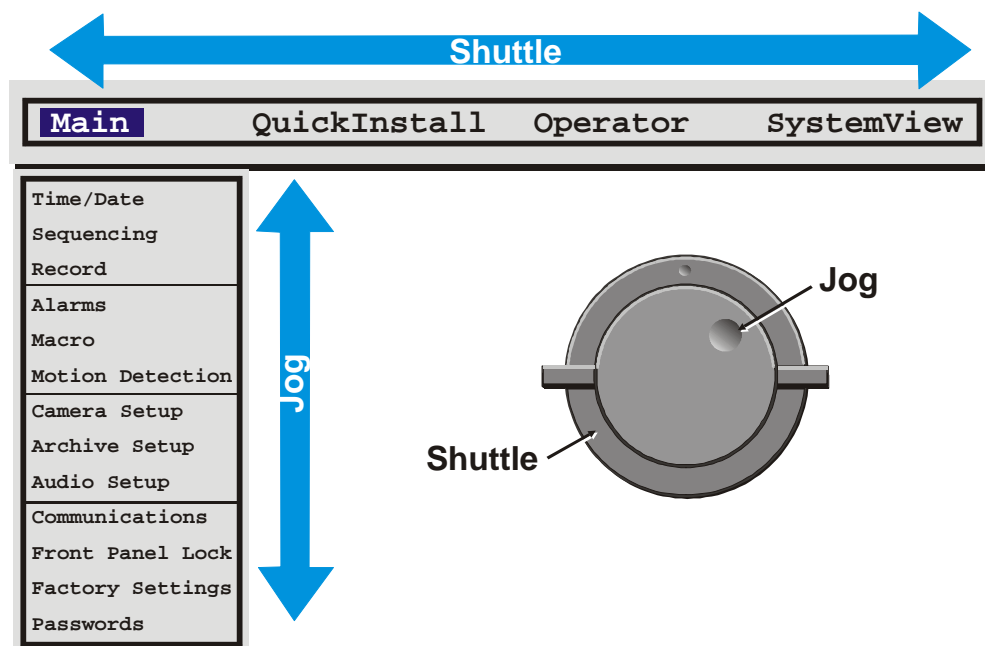 Shuttle
Main QuickInstall Operator SystemView
Time/Date
Sequencing
Record
Alarms
Macro
Motion Detection
Camera Setup
Archive Setup
Audio Setup
Communications
Front Panel Lock
Factory Settings
Passwords
Jog
Jog
Shuttle